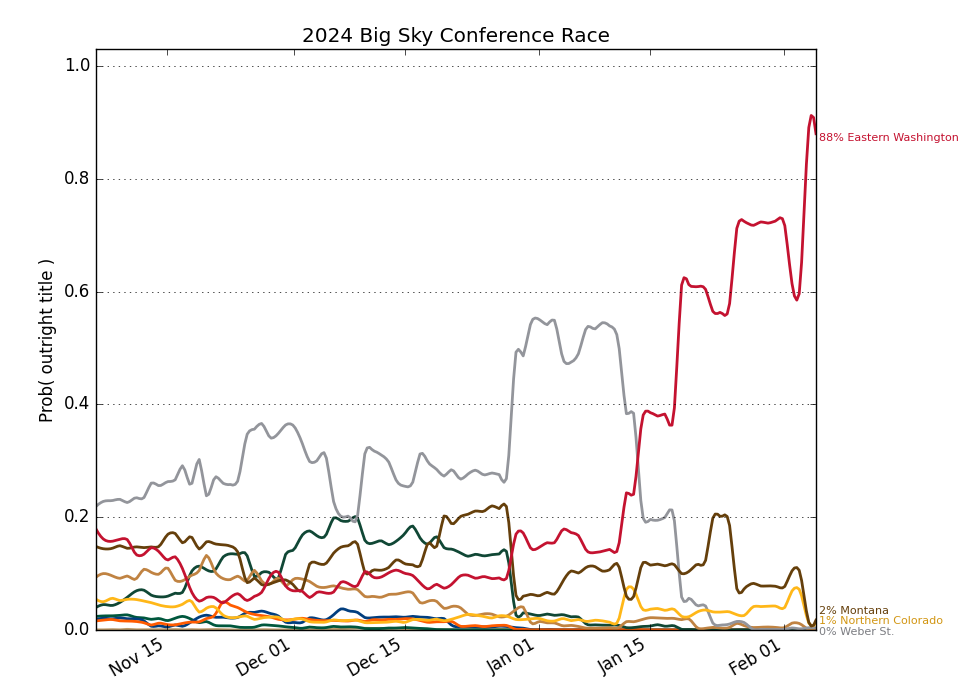 2024 Big Sky Conference Race
Prob( outright title )
1.0
0.8
0.6
0.4
0.2
0.0
88% Eastern Washington
2% Montana
1% Northern Colorado
0% Weber St.
Nov 15
Dec 01
Dec 15
Jan 01
Jan 15
Feb 01